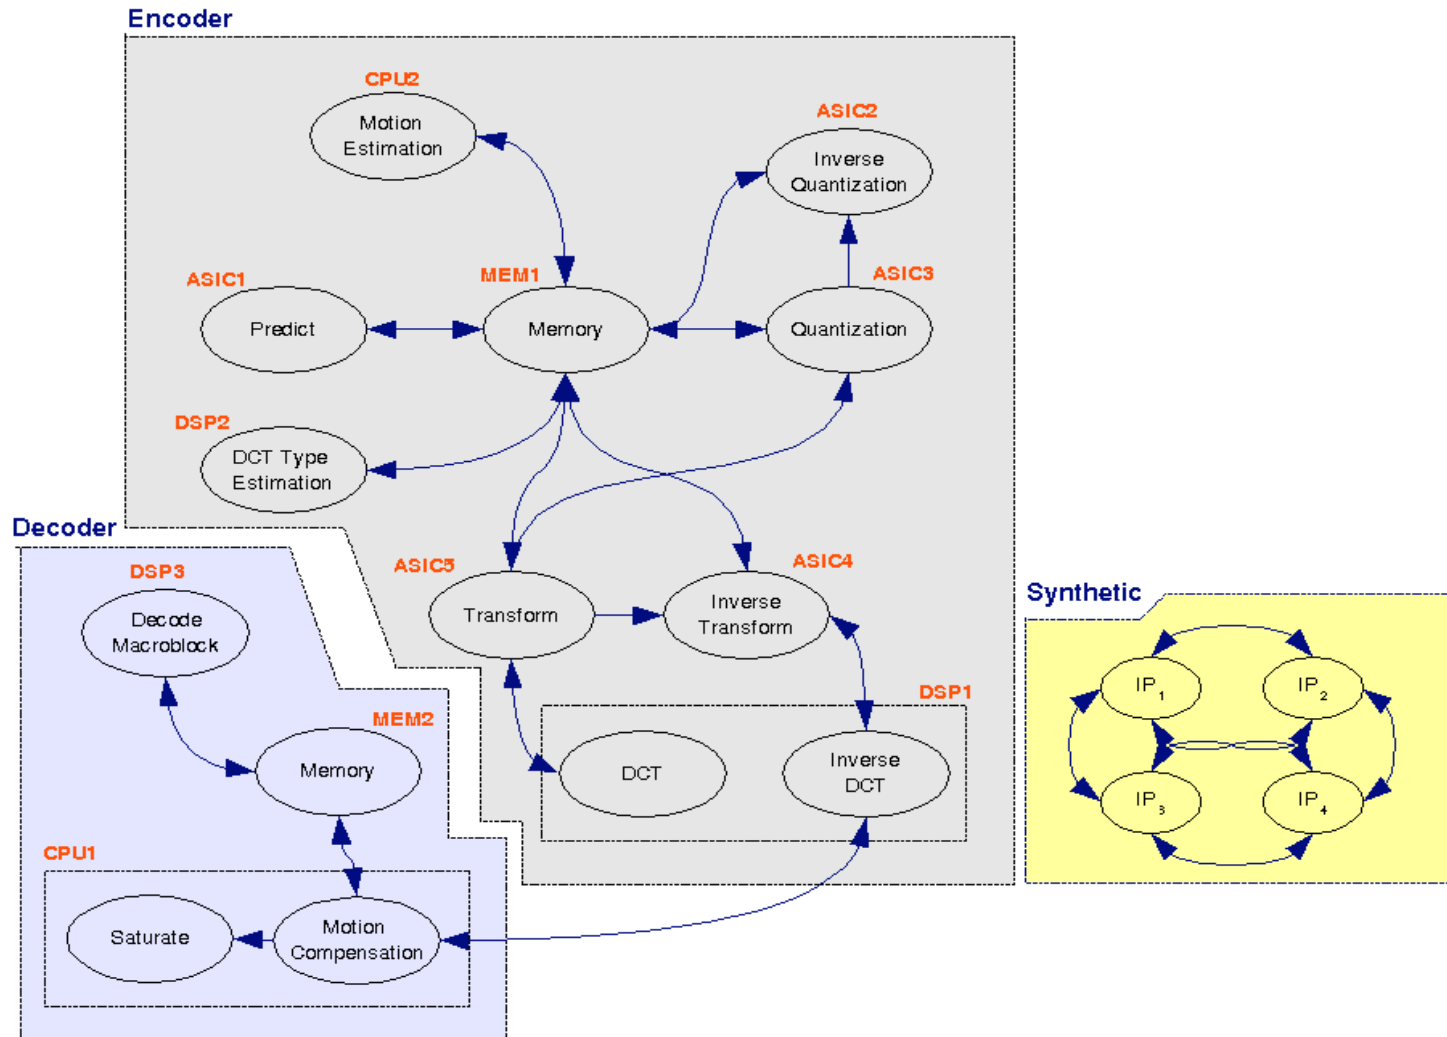 Encoder
CPU2
Motion
Estimation
ASIC2
Inverse
Quantization
ASIC1
Predict
MEM1
Memory
ASIC3
Quantization
DSP2
DCT Type
Estimation
ASIC5
Transform
ASIC4
Inverse
Transform
DSP1
DCT
Inverse
DCT
Decoder
DSP3
Decode
Macroblock
MEM2
Memory
CPU1
Saturate
Motion
Compensation
Synthetic
IP1
IP2
IP3
IP4